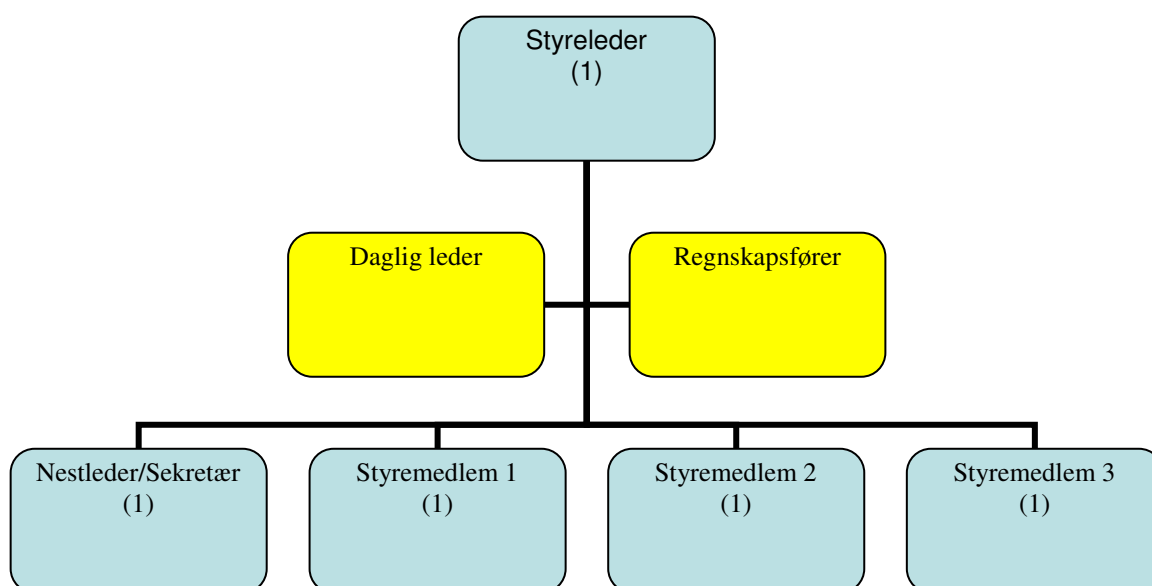 Styreleder
(1)
Daglig leder
Regnskapsfører
Nestleder/Sekretær
(1)
Styremedlem 1
(1)
Styremedlem 2
(1)
Styremedlem 3
(1)